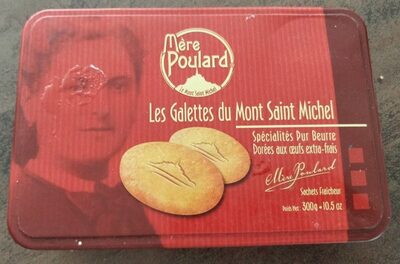 Mère
Poulard
Le Mont Saint Michel
Les Galettes du Mont Saint Michel
Spécialités Pur Beurre
Dorées aux œufs extra-frais
Mère Poulard
Sachets Fraîcheur
Poids Net : 300g - 10.5 oz